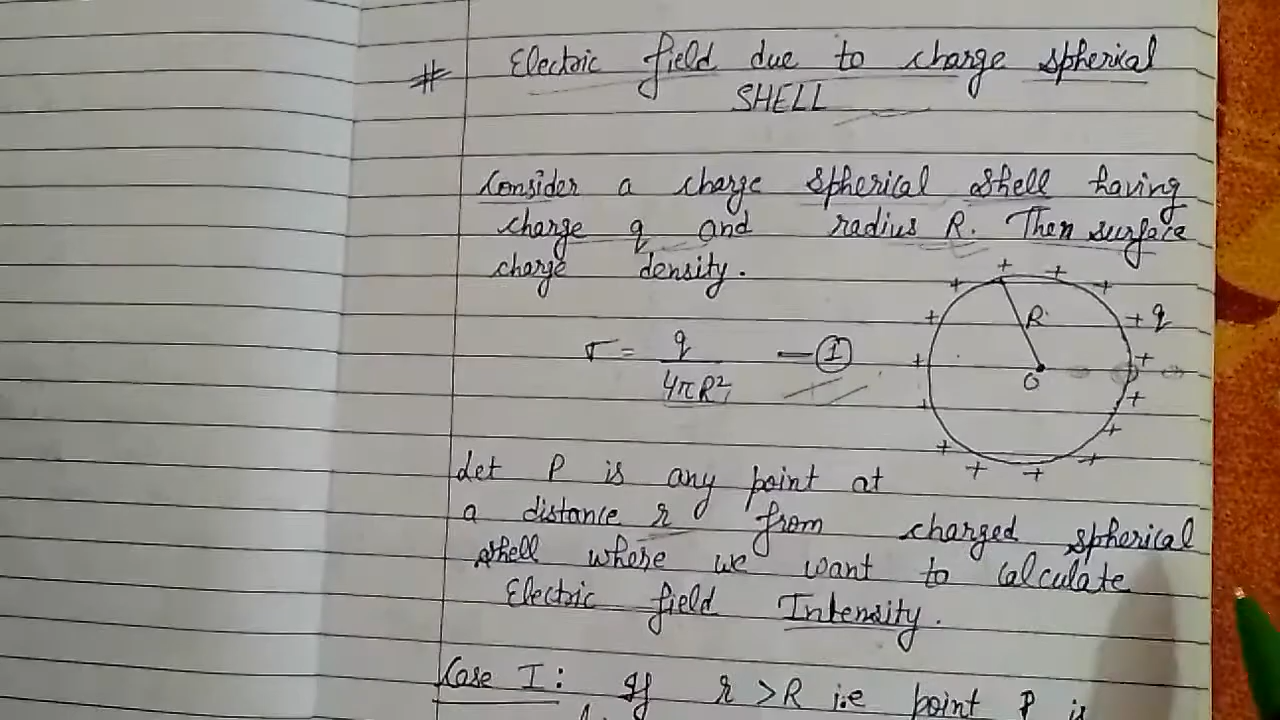 # Electric field due to charge spherical
SHELL
Consider a charge spherical shell having
charge q and radius R. Then surface
charge density.
σ = q / 4πR² — (I)
R
+ q
O
Let P is any point at
a distance r from charged spherical
shell where we want to calculate
Electric field Intensity.
Case I: If r > R i.e point P is